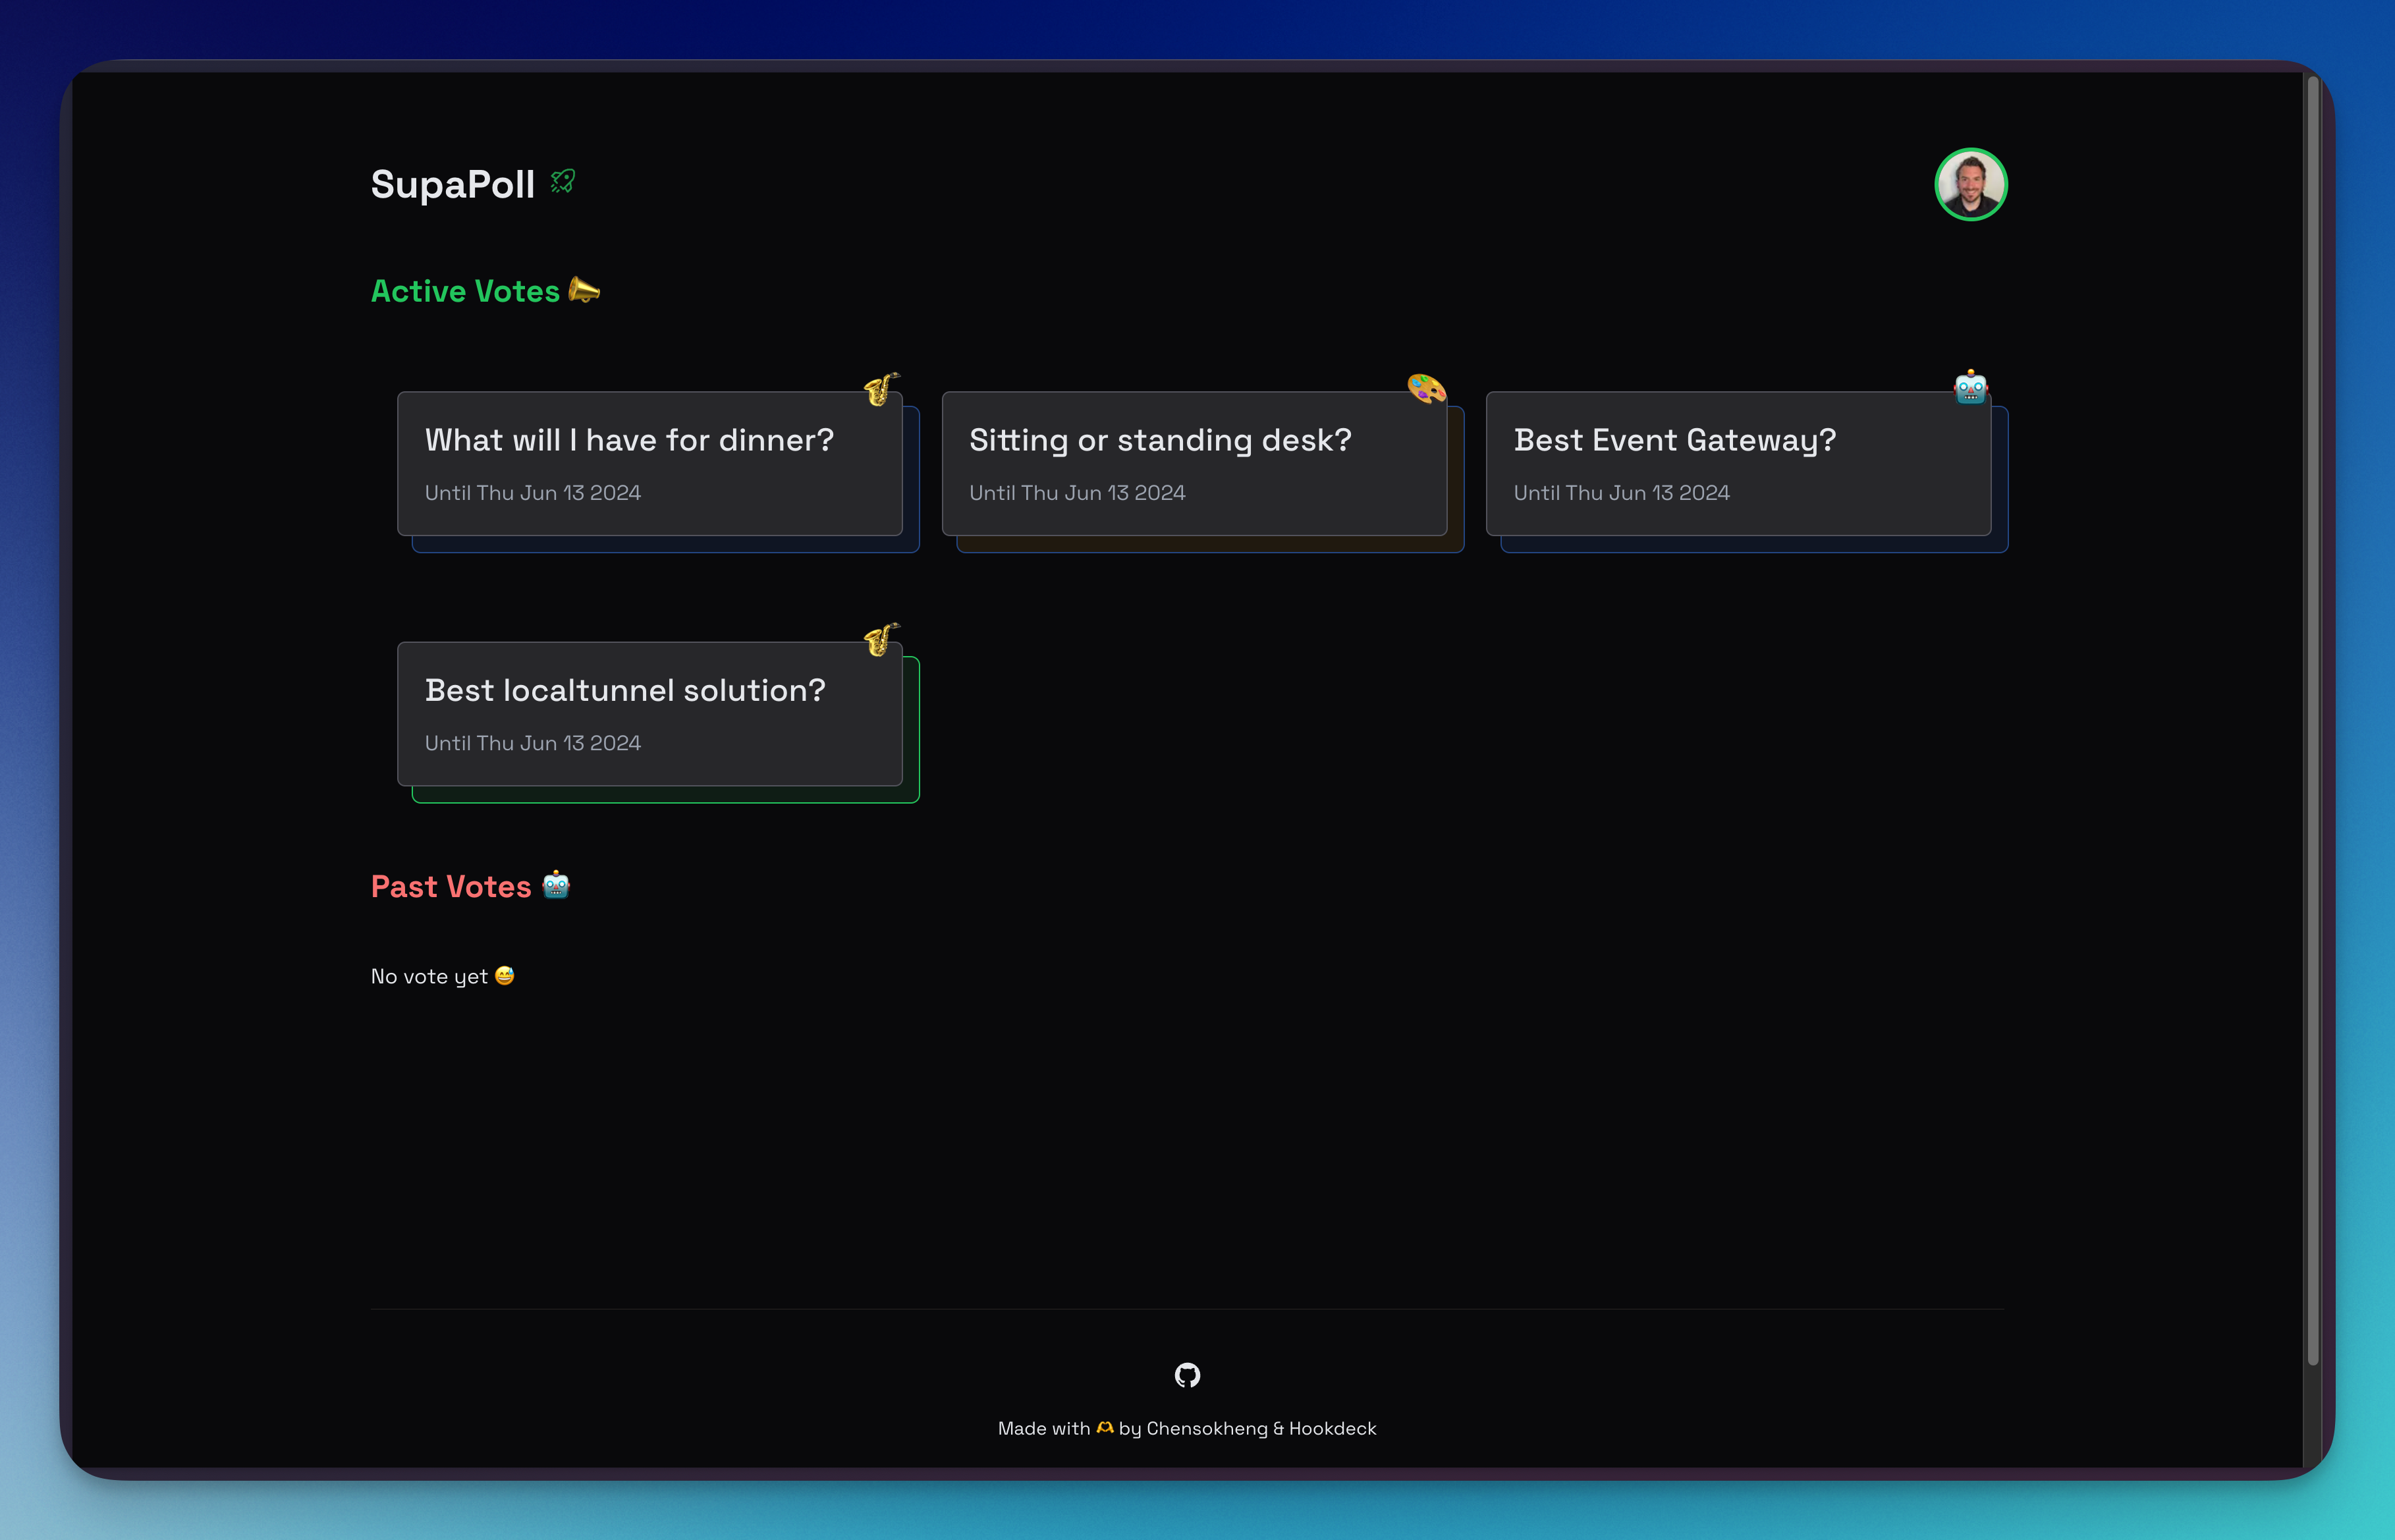 SupaPoll
Active Votes 📣
What will I have for dinner?
Until Thu Jun 13 2024
Sitting or standing desk?
Until Thu Jun 13 2024
Best Event Gateway?
Until Thu Jun 13 2024
Best localtunnel solution?
Until Thu Jun 13 2024
Past Votes 🤖
No vote yet 😅
Made with 🫶 by Chensokheng & Hookdeck